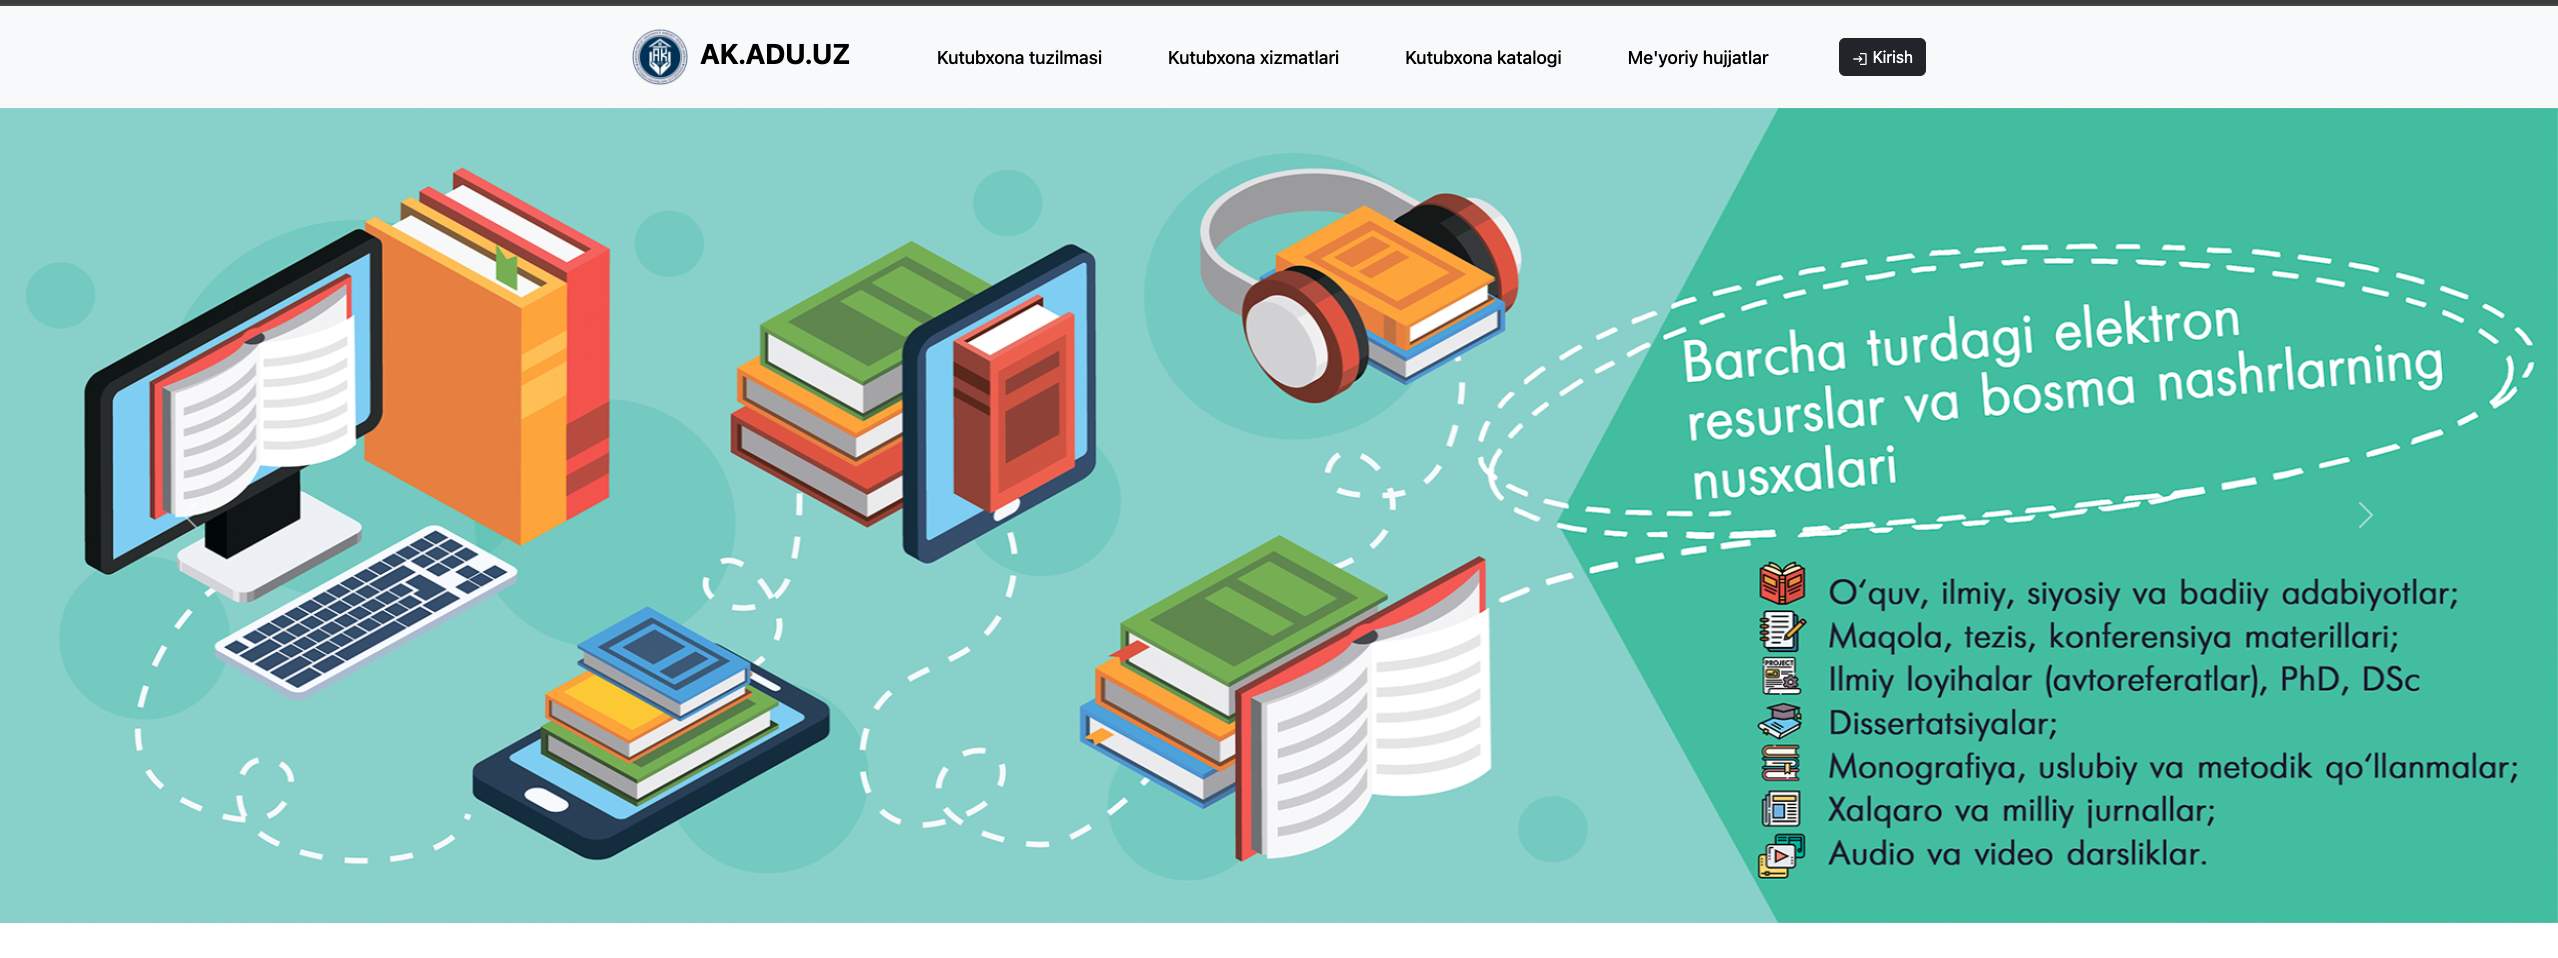 AK.ADU.UZ
Kutubxona tuzilmasi
Kutubxona xizmatlari
Kutubxona katalogi
Me'yoriy hujjatlar
Kirish
Barcha turdagi elektron
resurslar va bosma nashrlarning
nusxalari
O‘quv, ilmiy, siyosiy va badiiy adabiyotlar;
Maqola, tezis, konferensiya materillari;
PROJECT
Ilmiy loyihalar (avtoreferatlar), PhD, DSc
Dissertatsiyalar;
Monografiya, uslubiy va metodik qo‘llanmalar;
Xalqaro va milliy jurnallar;
Audio va video darsliklar.